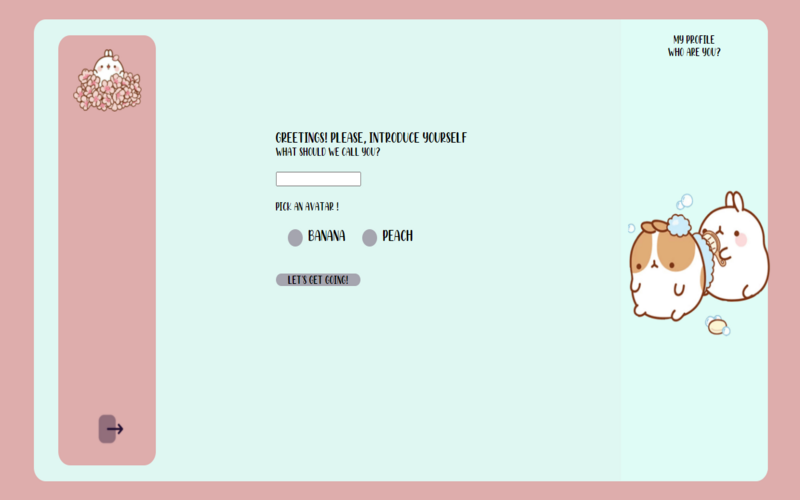 MY PROFILE
WHO ARE YOU?
GREETINGS! PLEASE, INTRODUCE YOURSELF
WHAT SHOULD WE CALL YOU?
PICK AN AVATAR !
BANANA PEACH
LET'S GET GOING!